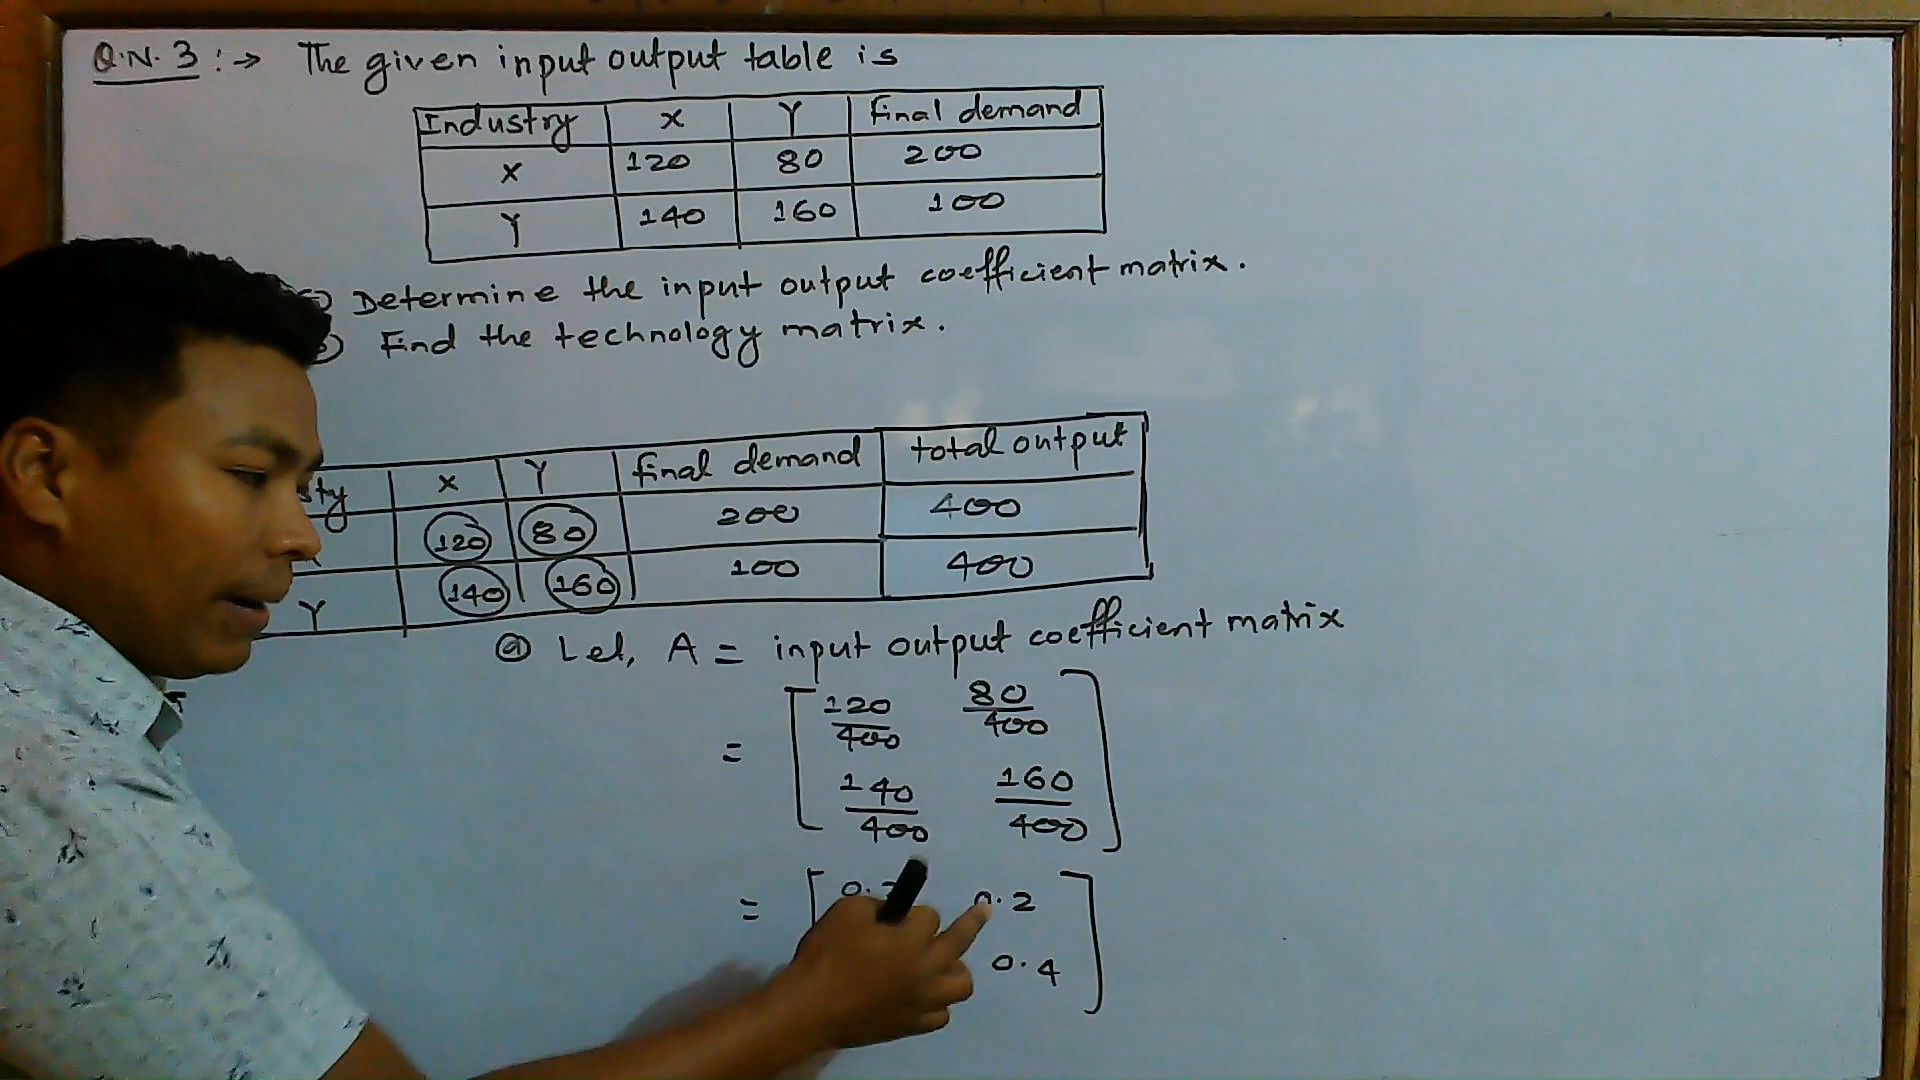 Q.N. 3 :→ The given input output table is
Industry X Y final demand
X 120 80 200
Y 140 160 100
Determine the input output coefficient matrix.
Find the technology matrix.
X Y final demand total output
120 80 200 400
Y 140 160 100 400
a Let, A = input output coefficient matrix
= [ 120/400 80/400
140/400 160/400 ]
= [ 0.2
0.4 ]